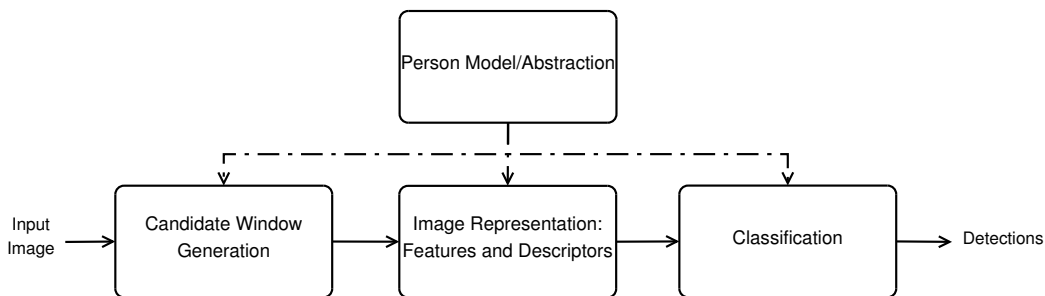 Person Model/Abstraction
Input
Image
Candidate Window
Generation
Image Representation:
Features and Descriptors
Classification
Detections